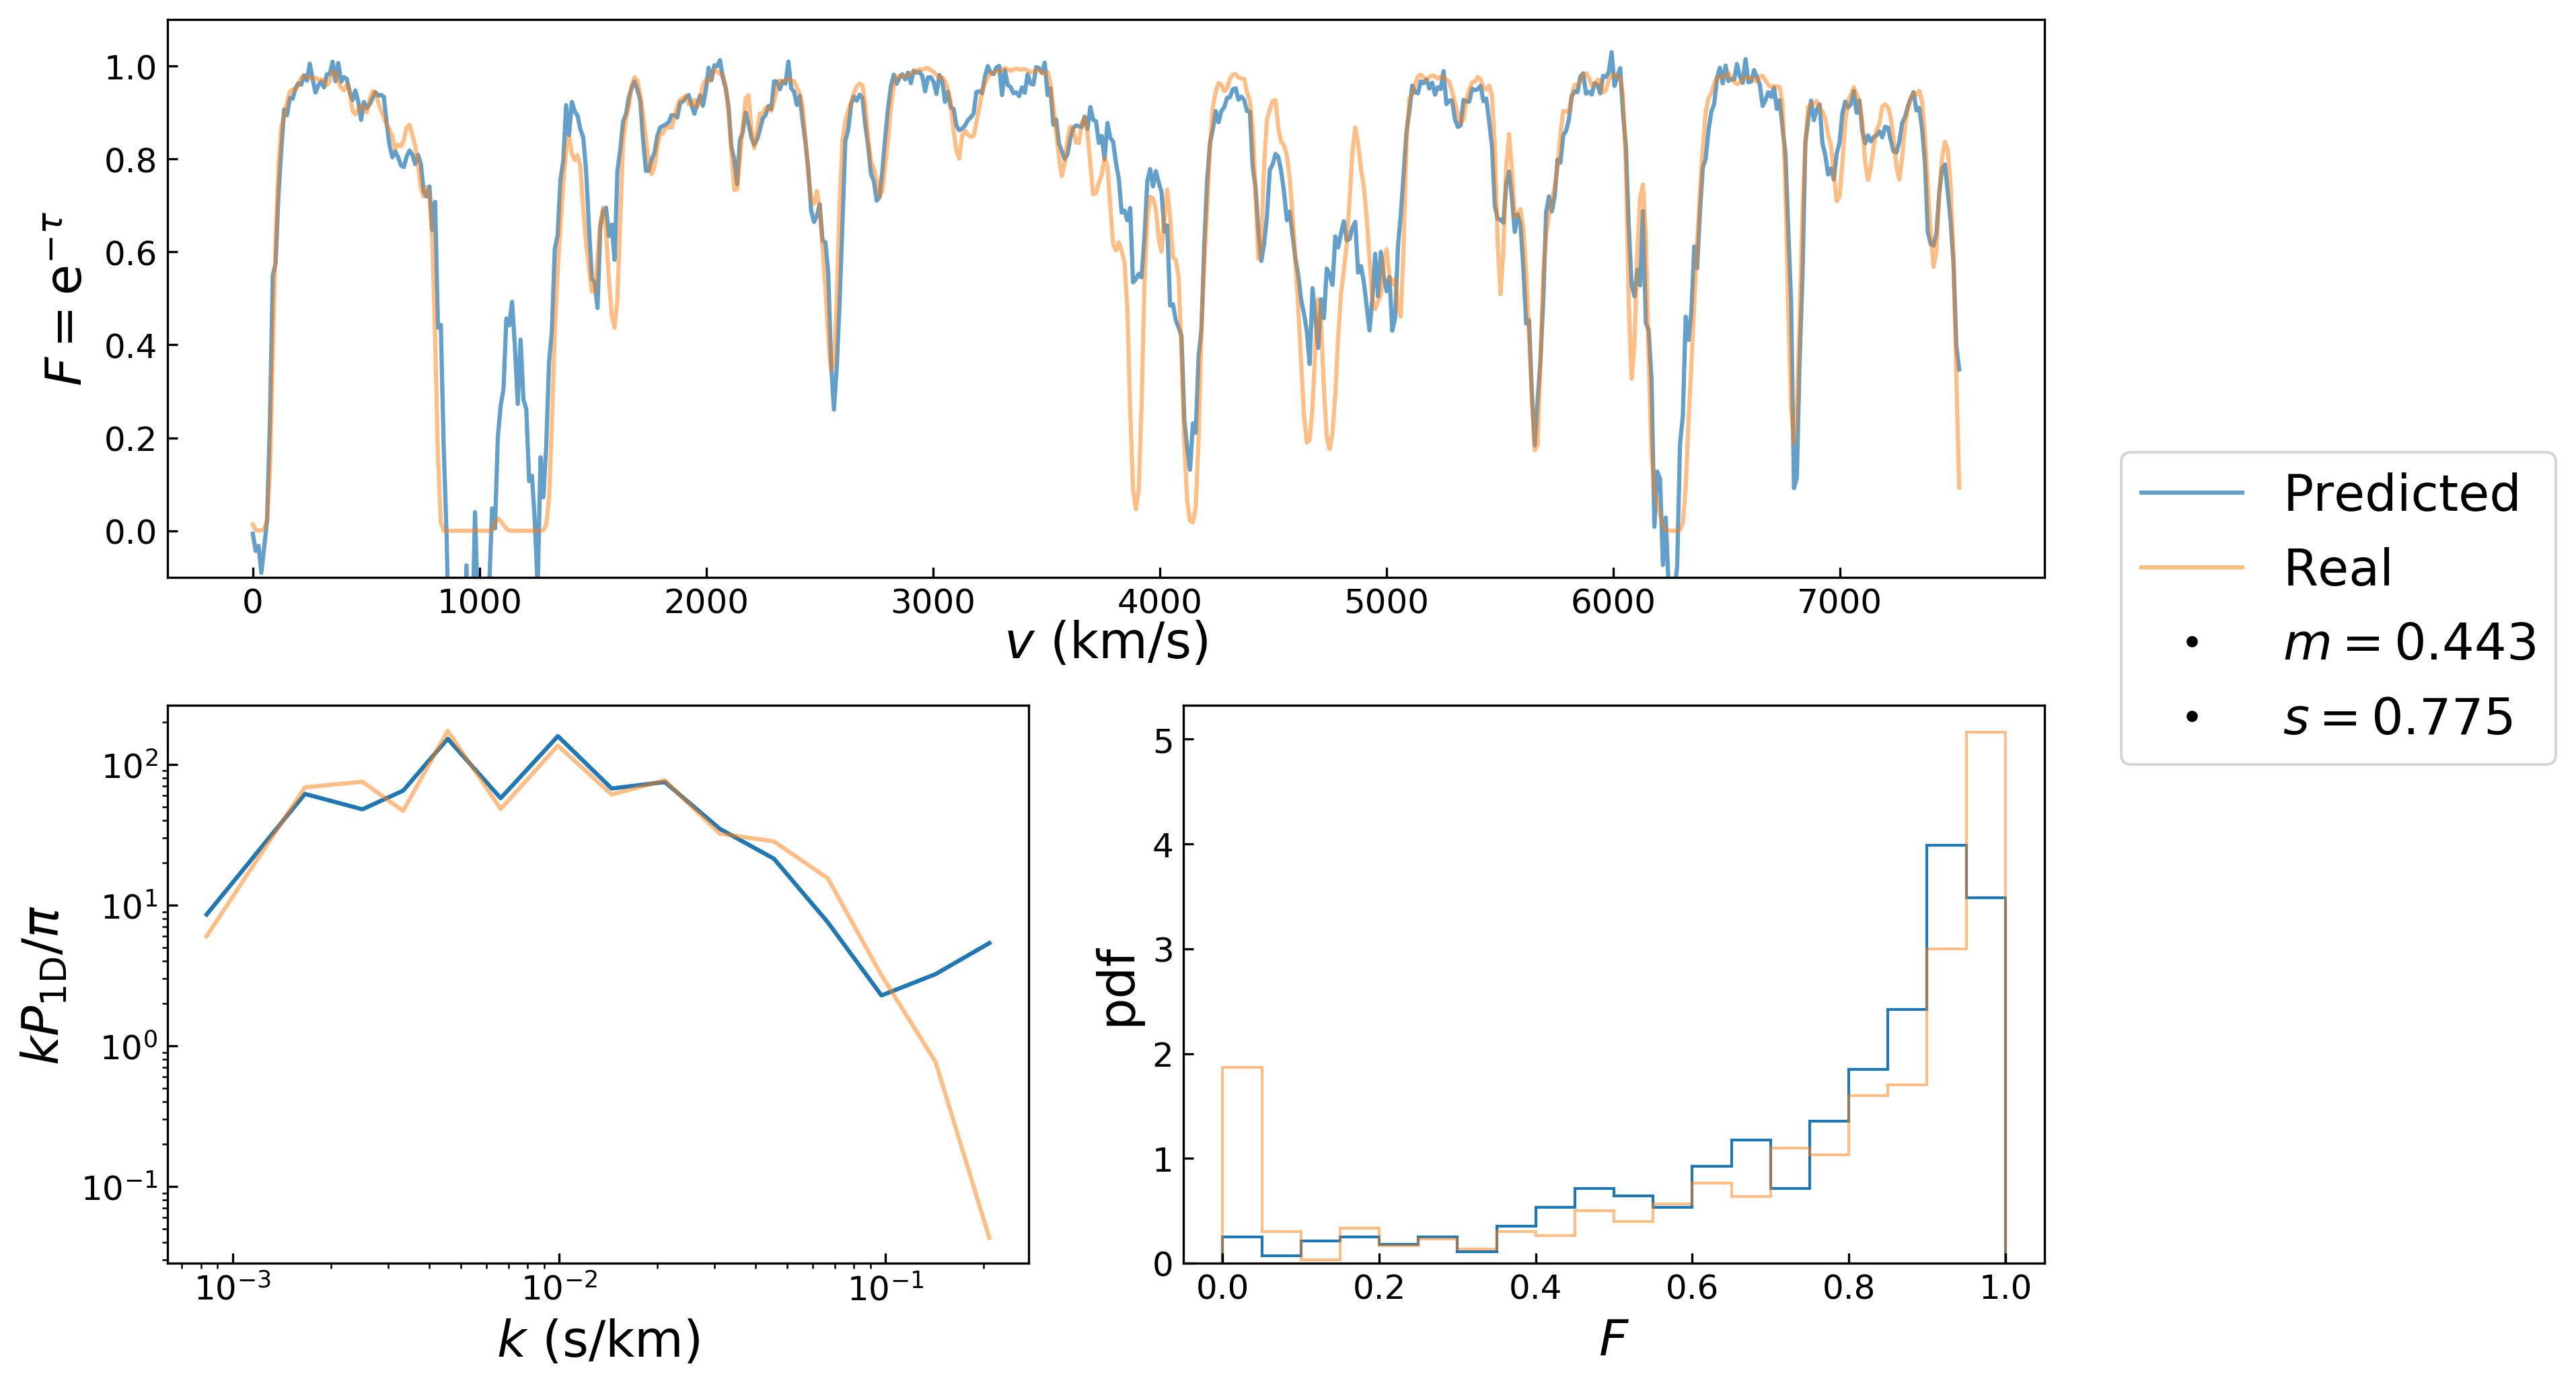 F = e^{-τ}
1.0
0.8
0.6
0.4
0.2
0.0
0 1000 2000 3000 4000 5000 6000 7000
v (km/s)
Predicted
Real
m = 0.443
s = 0.775
kP_{1D}/π
10^2
10^1
10^0
10^{-1}
10^{-3} 10^{-2} 10^{-1}
k (s/km)
pdf
5
4
3
2
1
0
0.0 0.2 0.4 0.6 0.8 1.0
F